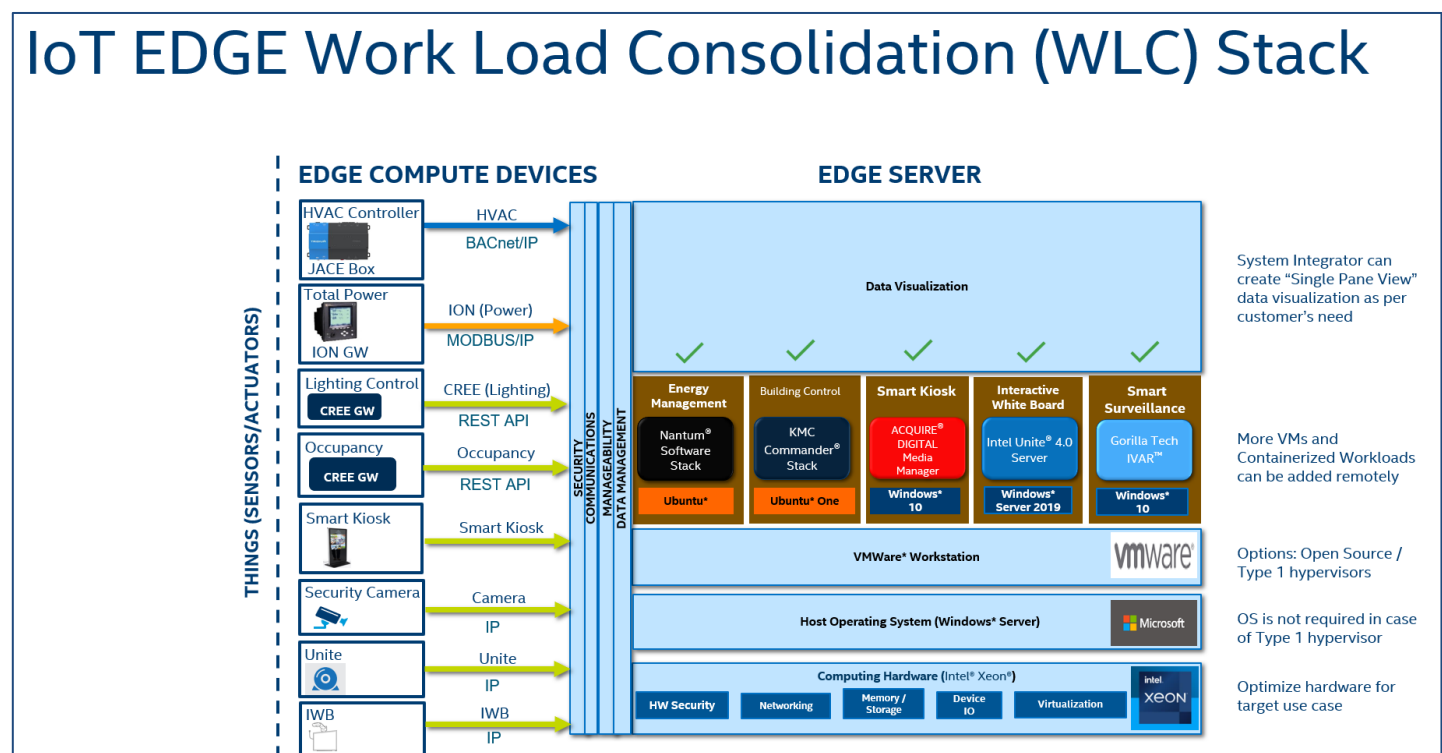 IoT EDGE Work Load Consolidation (WLC) Stack
THINGS (SENSORS/ACTUATORS)
EDGE COMPUTE DEVICES
HVAC Controller
JACE Box
HVAC
BACnet/IP
Total Power
ION GW
ION (Power)
MODBUS/IP
Lighting Control
CREE GW
CREE (Lighting)
REST API
Occupancy
CREE GW
Occupancy
REST API
Smart Kiosk
Smart Kiosk
Security Camera
Camera
IP
Unite
Unite
IP
IWB
IWB
IP
SECURITY
COMMUNICATIONS
MANAGEABILITY
DATA MANAGEMENT
EDGE SERVER
Data Visualization
Energy
Management
Nantum®
Software
Stack
Ubuntu*
Building Control
KMC
Commander®
Stack
Ubuntu* One
Smart Kiosk
ACQUIRE®
DIGITAL
Media
Manager
Windows*
10
Interactive
White Board
Intel Unite® 4.0
Server
Windows*
Server 2019
Smart
Surveillance
Gorilla Tech
IVAR™
Windows*
10
VMWare* Workstation
vmware®
Host Operating System (Windows* Server)
Microsoft
Computing Hardware (Intel® Xeon®)
HW Security
Networking
Memory /
Storage
Device
IO
Virtualization
intel
XEON
System Integrator can
create “Single Pane View”
data visualization as per
customer’s need
More VMs and
Containerized Workloads
can be added remotely
Options: Open Source /
Type 1 hypervisors
OS is not required in case
of Type 1 hypervisor
Optimize hardware for
target use case